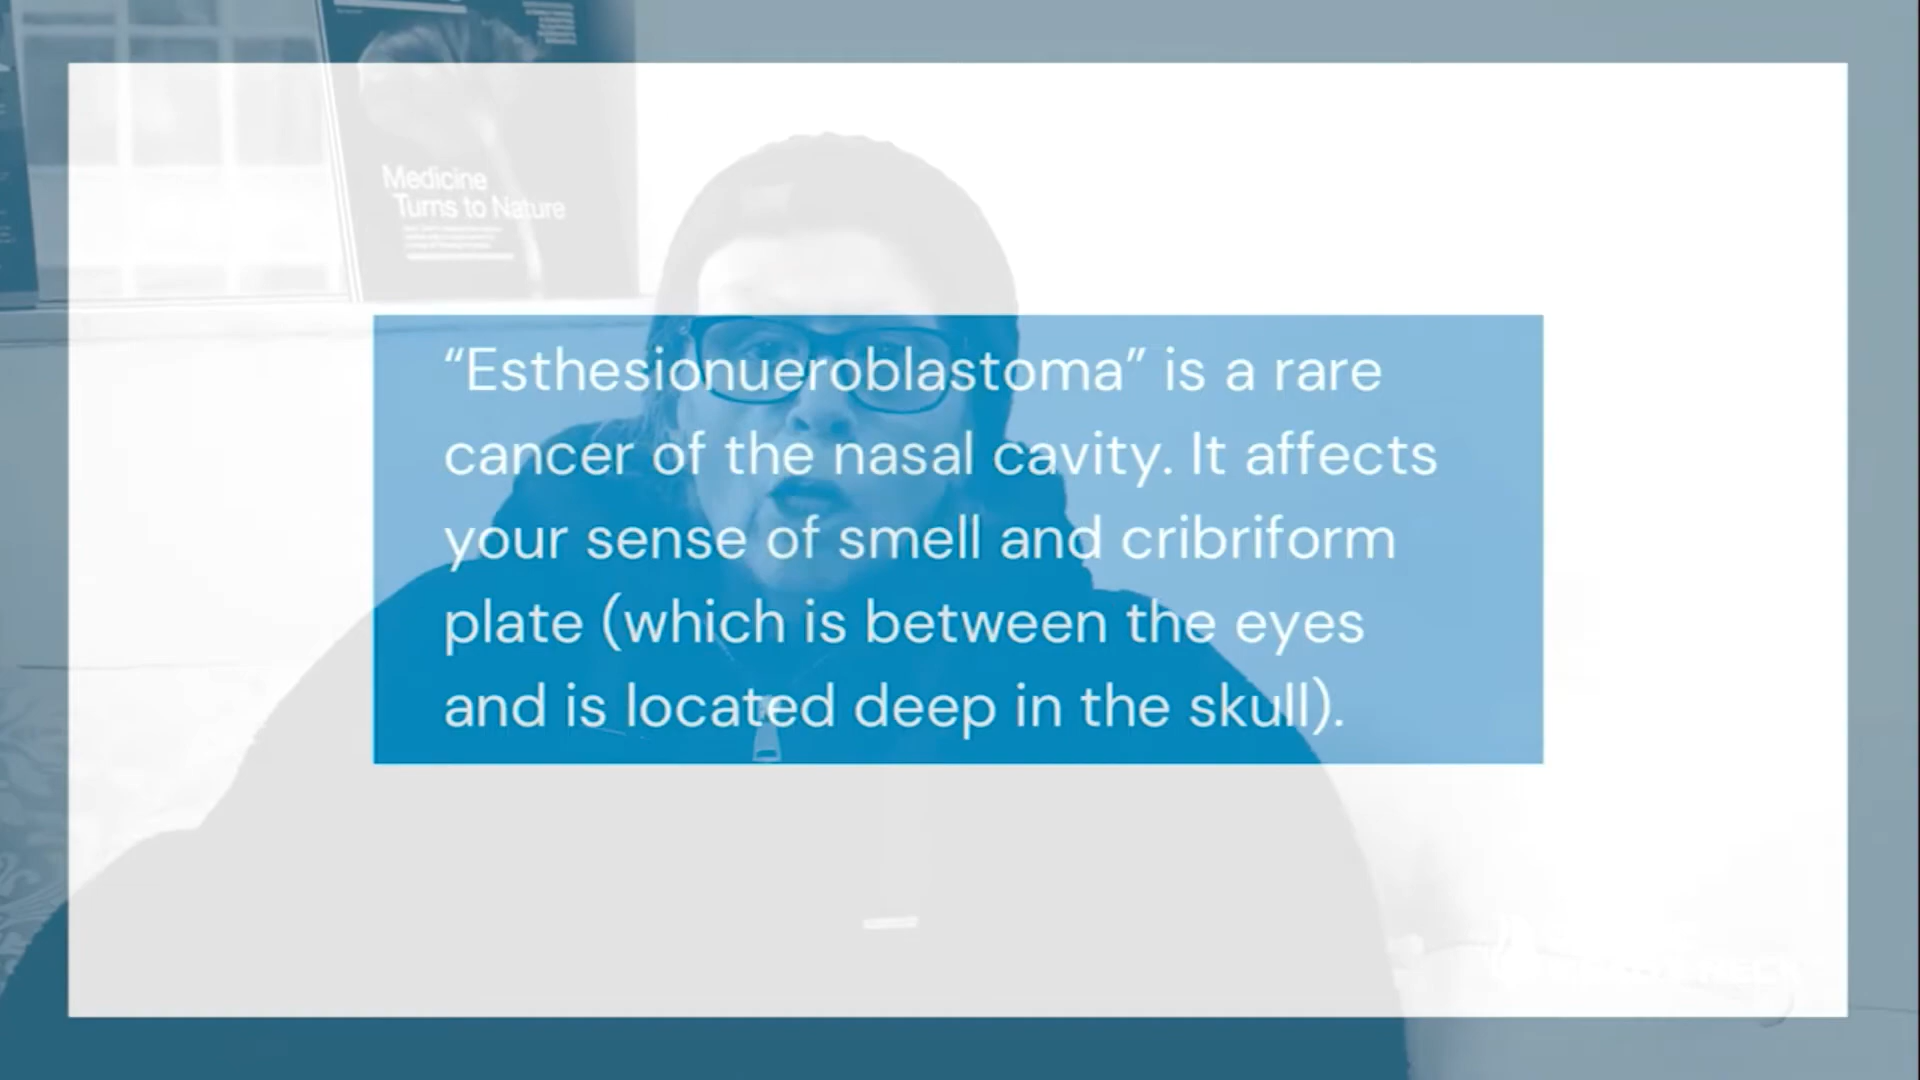 Medicine
Turns to Nature
“Esthesionueroblastoma” is a rare
cancer of the nasal cavity. It affects
your sense of smell and cribriform
plate (which is between the eyes
and is located deep in the skull).